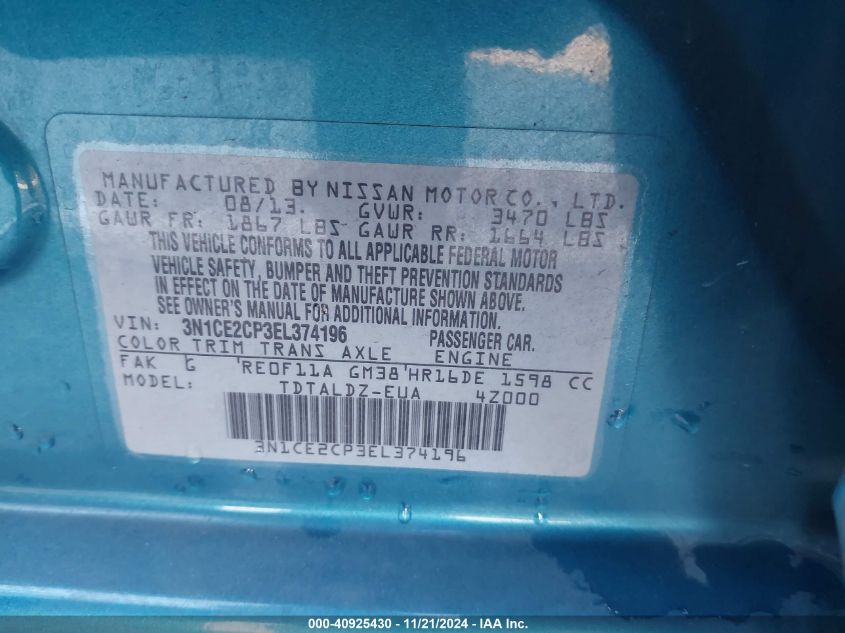 MANUFACTURED BY NISSAN MOTOR CO., LTD.
DATE: 08/13. GVWR: 3470 LBS
GAWR FR: 1867 LBS GAWR RR: 1664 LBS
THIS VEHICLE CONFORMS TO ALL APPLICABLE FEDERAL MOTOR
VEHICLE SAFETY, BUMPER AND THEFT PREVENTION STANDARDS
IN EFFECT ON THE DATE OF MANUFACTURE SHOWN ABOVE.
SEE OWNER'S MANUAL FOR ADDITIONAL INFORMATION.
VIN: 3N1CE2CP3EL374196 PASSENGER CAR.
COLOR TRIM TRANS AXLE ENGINE
FAK G 'RE0F11A GM38'HR16DE 1598 CC
MODEL: TDTALDZ-EUA 4Z000
3N1CE2CP3EL374196
000-40925430 - 11/21/2024 - IAA Inc.